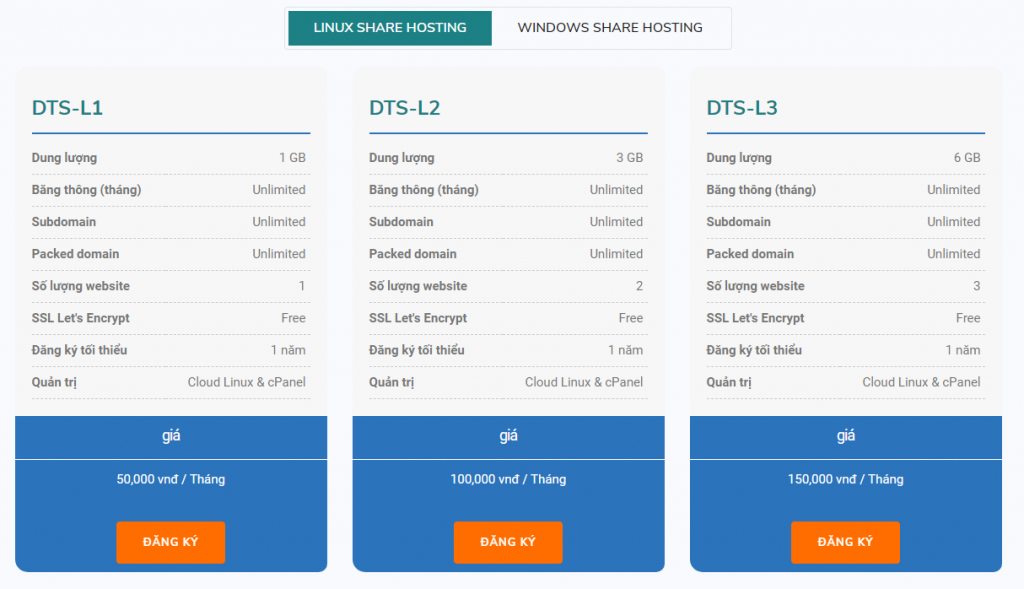 LINUX SHARE HOSTING
WINDOWS SHARE HOSTING
DTS-L1
Dung lượng 1 GB
Băng thông (tháng) Unlimited
Subdomain Unlimited
Packed domain Unlimited
Số lượng website 1
SSL Let's Encrypt Free
Đăng ký tối thiểu 1 năm
Quản trị Cloud Linux & cPanel
giá
50,000 vnđ / Tháng
ĐĂNG KÝ
DTS-L2
Dung lượng 3 GB
Băng thông (tháng) Unlimited
Subdomain Unlimited
Packed domain Unlimited
Số lượng website 2
SSL Let's Encrypt Free
Đăng ký tối thiểu 1 năm
Quản trị Cloud Linux & cPanel
giá
100,000 vnđ / Tháng
ĐĂNG KÝ
DTS-L3
Dung lượng 6 GB
Băng thông (tháng) Unlimited
Subdomain Unlimited
Packed domain Unlimited
Số lượng website 3
SSL Let's Encrypt Free
Đăng ký tối thiểu 1 năm
Quản trị Cloud Linux & cPanel
giá
150,000 vnđ / Tháng
ĐĂNG KÝ